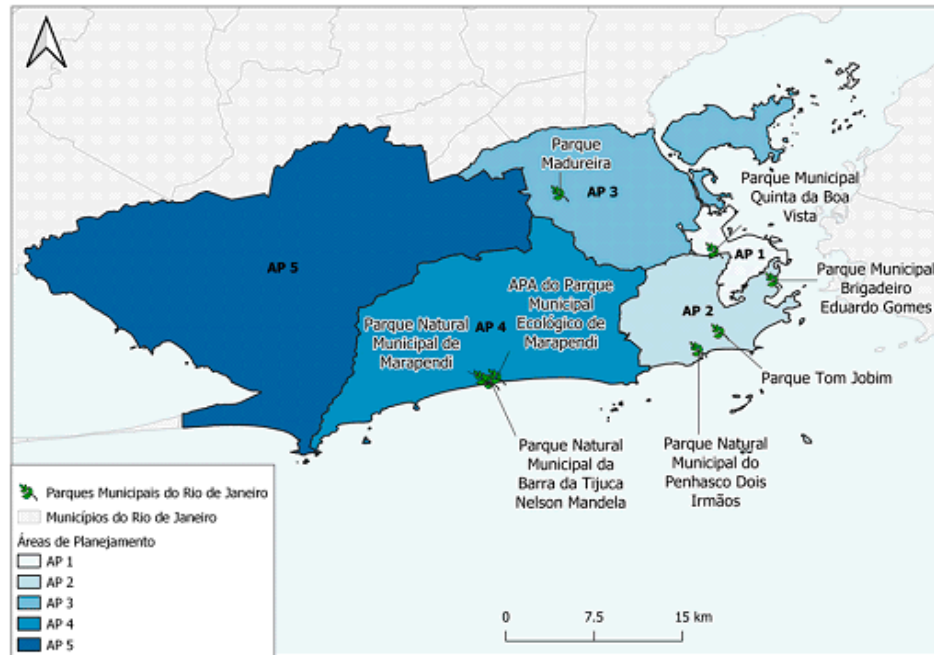 Parque
Madureira
AP 3
Parque Municipal
Quinta da Boa
Vista
AP 1
Parque Municipal
Brigadeiro
Eduardo Gomes
AP 5
APA do Parque
Municipal
Ecológico de
Marapendi
AP 4
Parque Natural
Municipal de
Marapendi
AP 2
Parque Tom Jobim
Parque Natural
Municipal da
Barra da Tijuca
Nelson Mandela
Parque Natural
Municipal do
Penhasco Dois
Irmãos
Parques Municipais do Rio de Janeiro
Municípios do Rio de Janeiro
Áreas de Planejamento
AP 1
AP 2
AP 3
AP 4
AP 5
0 7.5 15 km